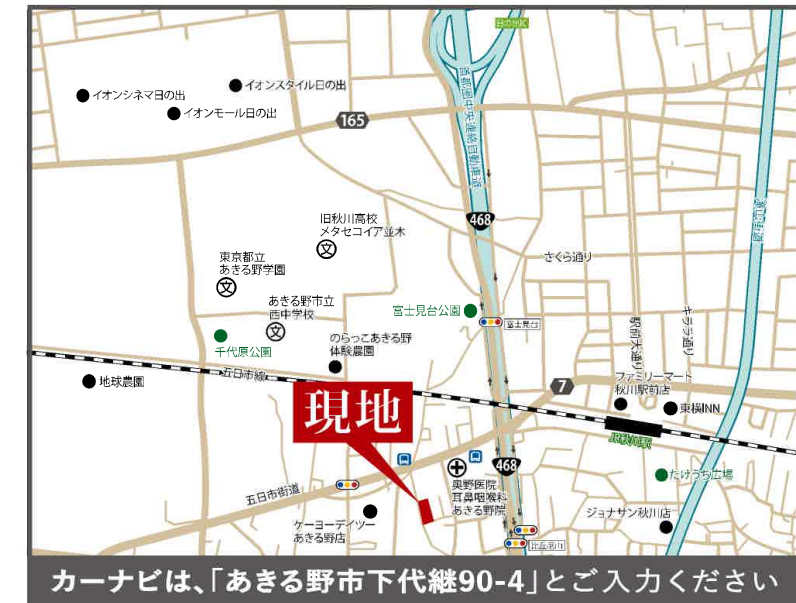 日の出IC
イオンシネマ日の出
イオンスタイル日の出
イオンモール日の出
165
首都圏中央連絡自動車道
468
滝山街道
旧秋川高校
メタセコイア並木
東京都立
あきる野学園
文
文
あきる野市立
西中学校
文
さくら通り
富士見台公園
富士見台
千代原公園
のらっこあきる野
体験農園
駅前大通り
キララ通り
五日市線
地球農園
7
ファミリーマート
秋川駅前店
東横INN
現地
JR秋川駅
468
奥野医院
耳鼻咽喉科
あきる野院
たけうち広場
五日市街道
ケーヨーデイツー
あきる野店
ジョナサン秋川店
カーナビは、「あきる野市下代継90-4」とご入力ください